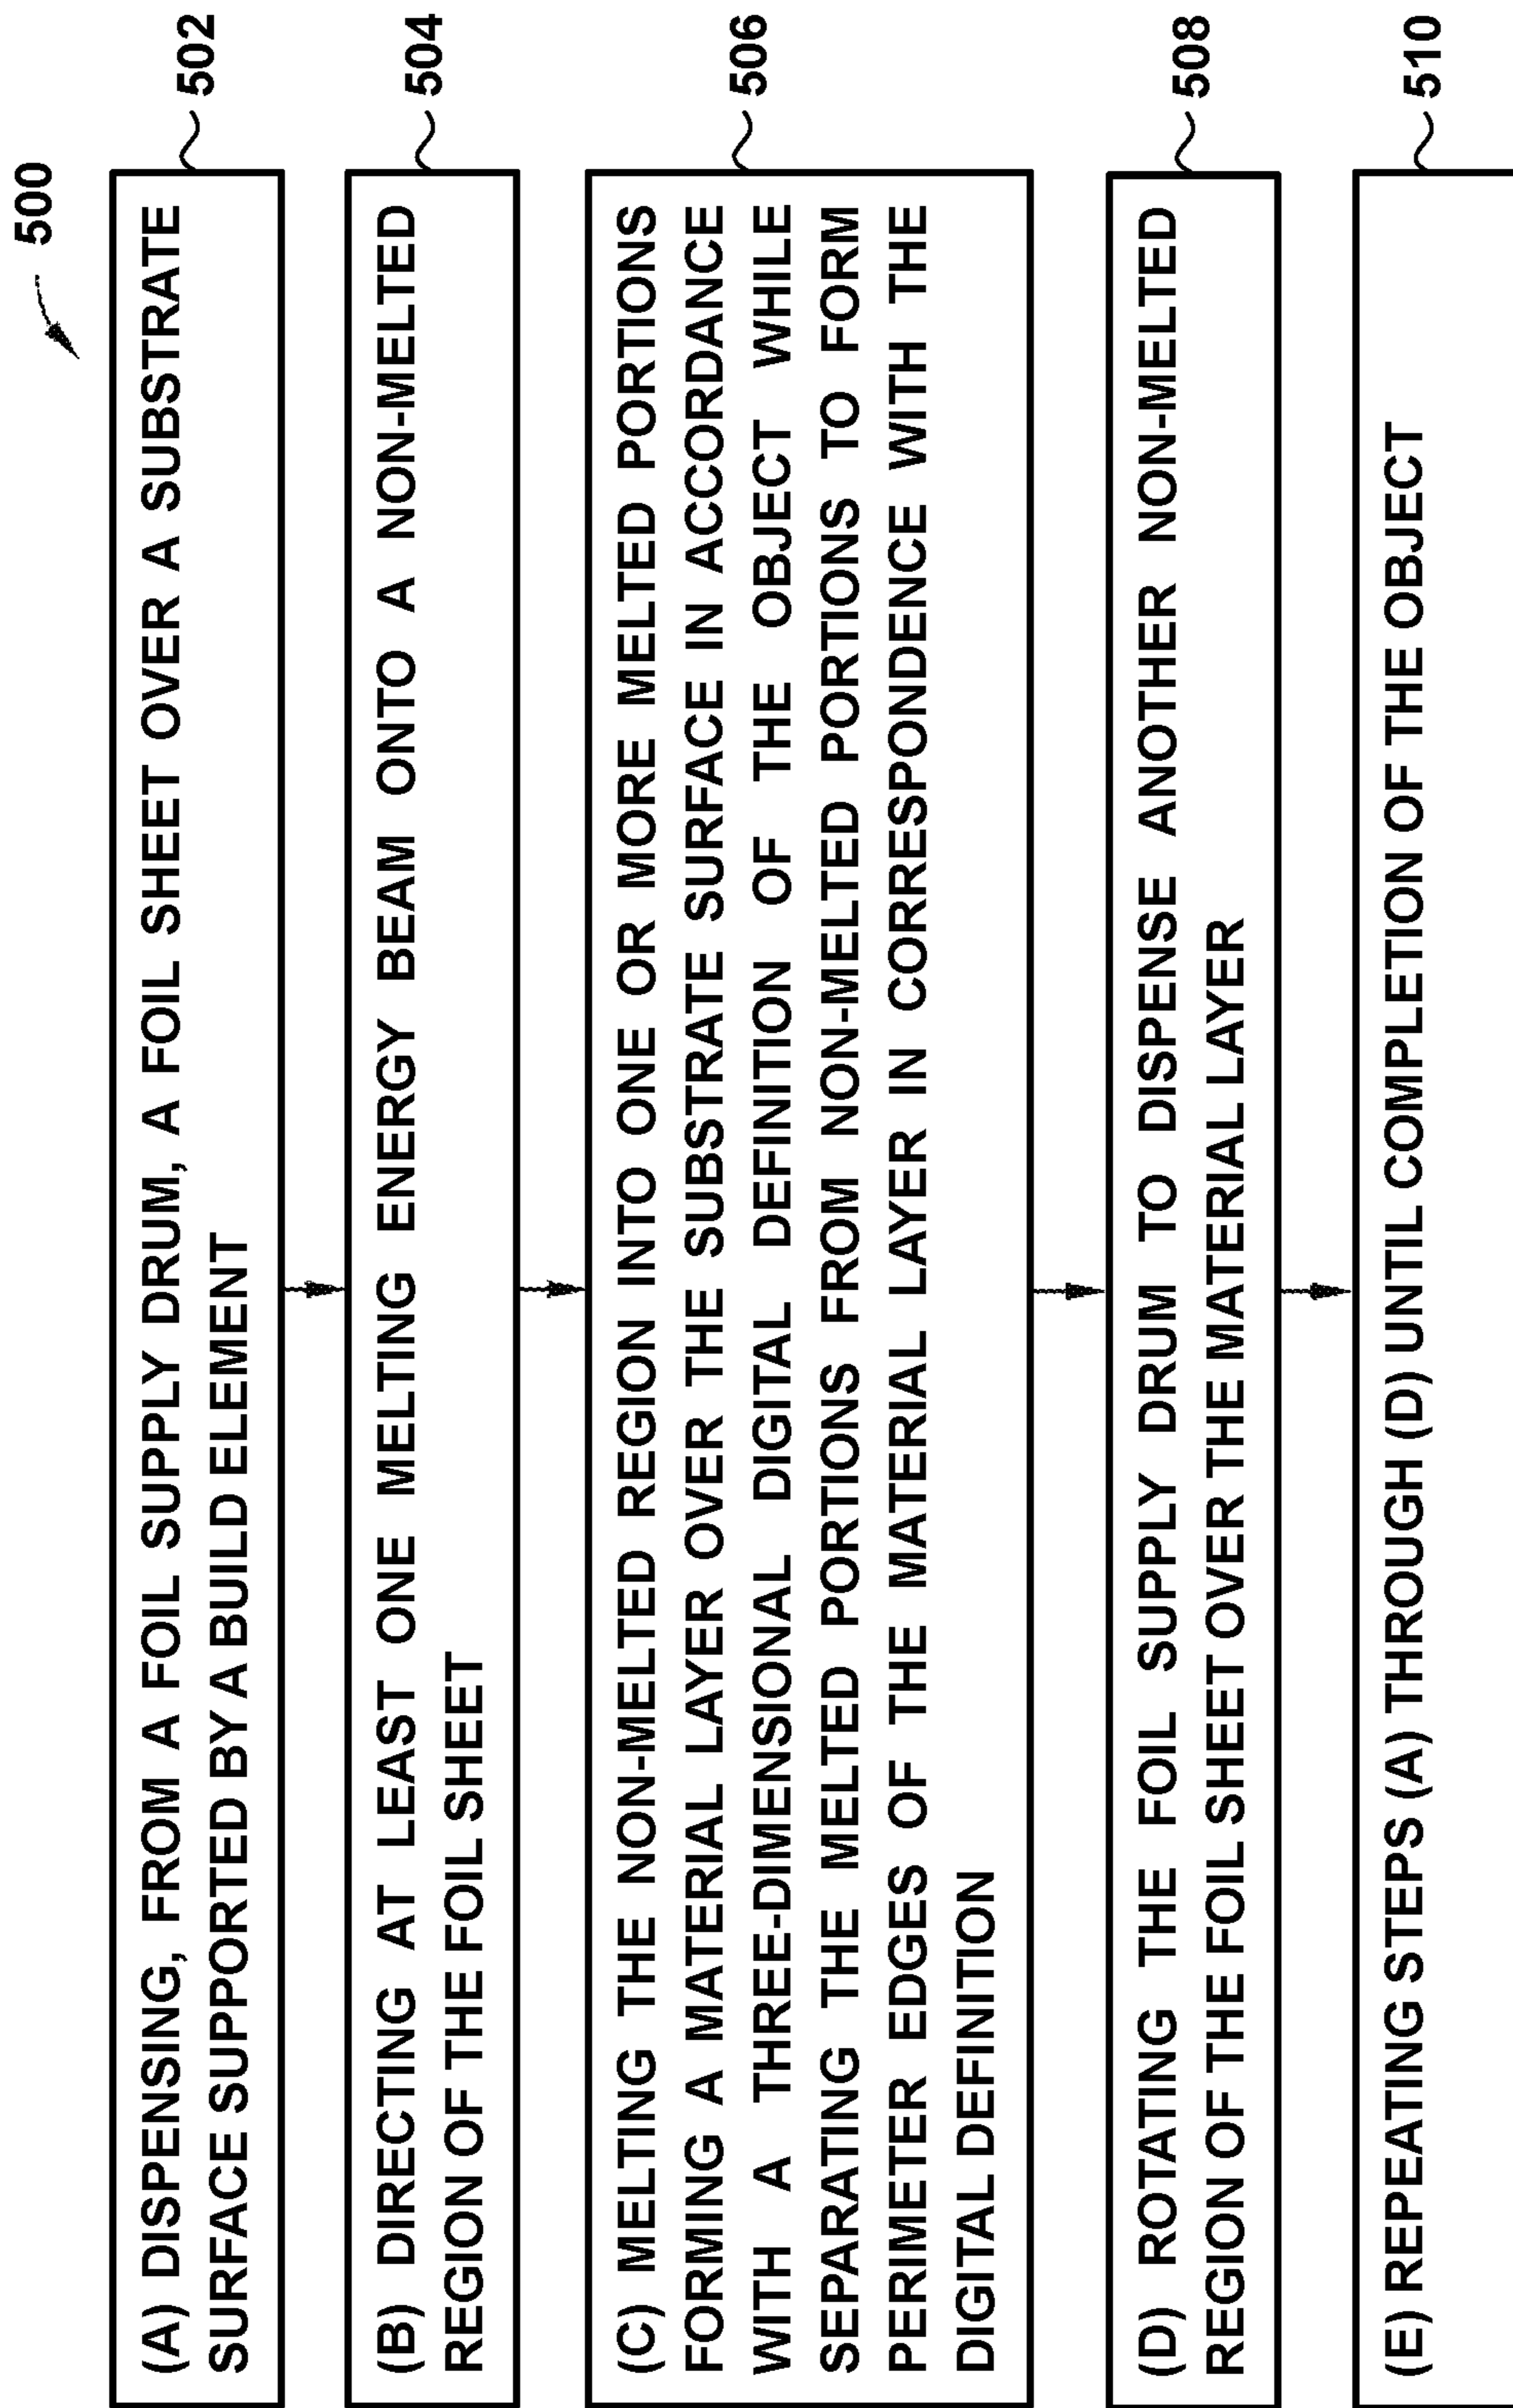 500
(A) DISPENSING, FROM A FOIL SUPPLY DRUM, A FOIL SHEET OVER A SUBSTRATE
SURFACE SUPPORTED BY A BUILD ELEMENT
502
(B) DIRECTING AT LEAST ONE MELTING ENERGY BEAM ONTO A NON-MELTED
REGION OF THE FOIL SHEET
504
(C) MELTING THE NON-MELTED REGION INTO ONE OR MORE MELTED PORTIONS
FORMING A MATERIAL LAYER OVER THE SUBSTRATE SURFACE IN ACCORDANCE
WITH A THREE-DIMENSIONAL DIGITAL DEFINITION OF THE OBJECT WHILE
SEPARATING THE MELTED PORTIONS FROM NON-MELTED PORTIONS TO FORM
PERIMETER EDGES OF THE MATERIAL LAYER IN CORRESPONDENCE WITH THE
DIGITAL DEFINITION
506
(D) ROTATING THE FOIL SUPPLY DRUM TO DISPENSE ANOTHER NON-MELTED
REGION OF THE FOIL SHEET OVER THE MATERIAL LAYER
508
(E) REPEATING STEPS (A) THROUGH (D) UNTIL COMPLETION OF THE OBJECT
510